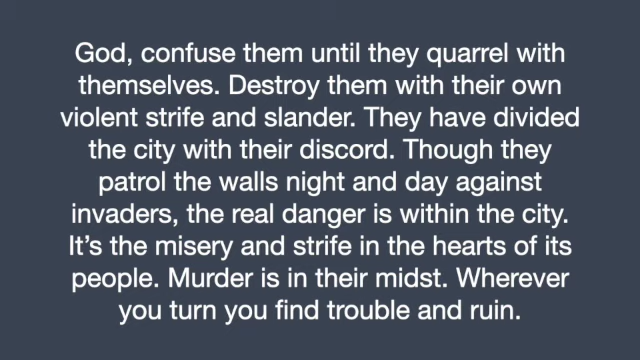 God, confuse them until they quarrel with
themselves. Destroy them with their own
violent strife and slander. They have divided
the city with their discord. Though they
patrol the walls night and day against
invaders, the real danger is within the city.
It’s the misery and strife in the hearts of its
people. Murder is in their midst. Wherever
you turn you find trouble and ruin.